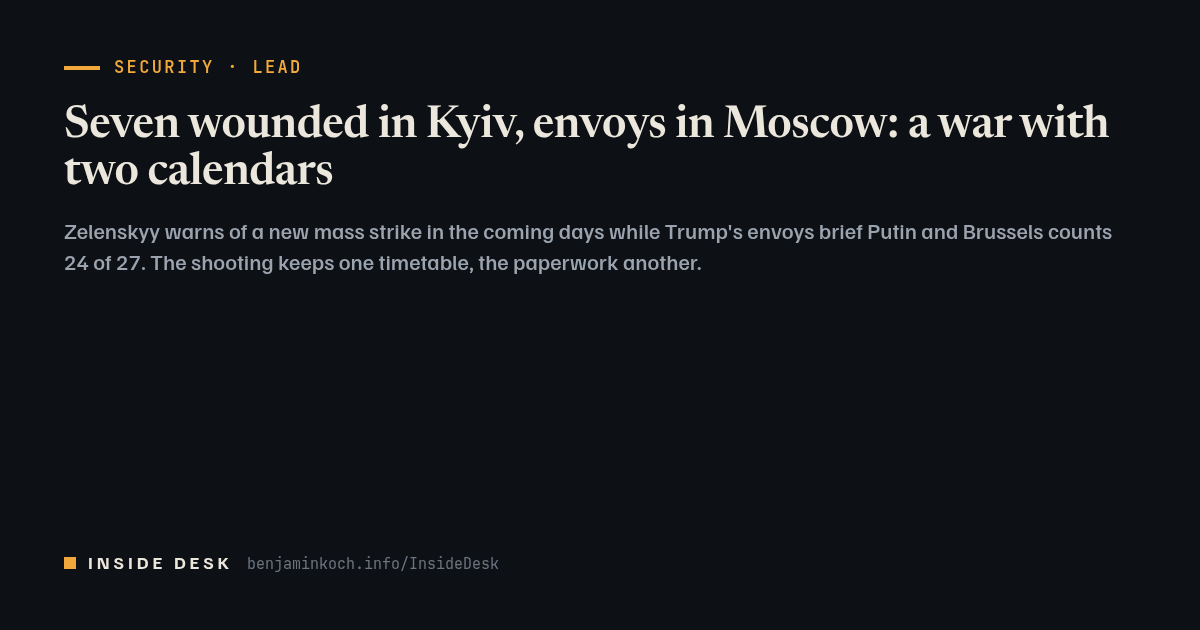 SECURITY · LEAD
Seven wounded in Kyiv, envoys in Moscow: a war with
two calendars
Zelenskyy warns of a new mass strike in the coming days while Trump's envoys brief Putin and Brussels counts
24 of 27. The shooting keeps one timetable, the paperwork another.
INSIDE DESK benjaminkoch.info/InsideDesk